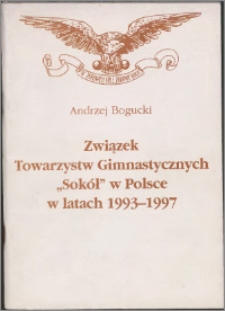 Andrzej Bogucki
Związek
Towarzystw Gimnastycznych
„Sokół” w Polsce
w latach 1993–1997